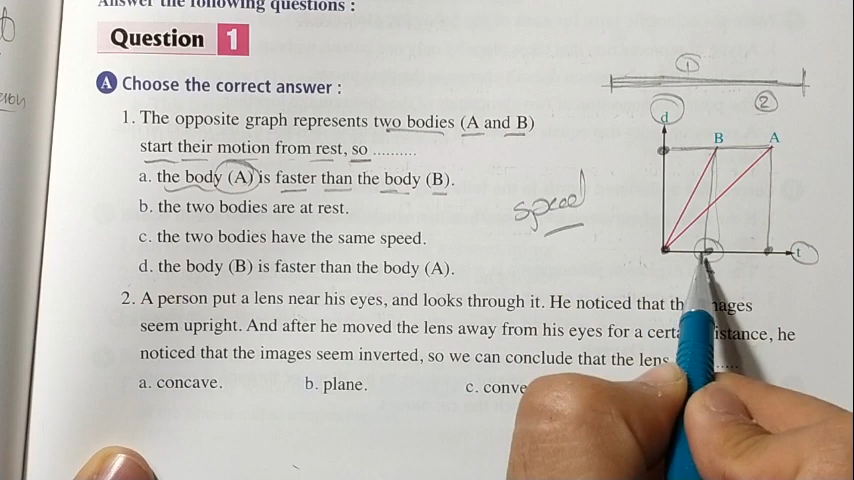 Answer the following questions :
Question 1
A Choose the correct answer :
1. The opposite graph represents two bodies (A and B)
start their motion from rest, so ..........
a. the body (A) is faster than the body (B).
b. the two bodies are at rest.
c. the two bodies have the same speed.
d. the body (B) is faster than the body (A).
speed
1
2
d
B A
t
2. A person put a lens near his eyes, and looks through it. He noticed that
seem upright. And after he moved the lens away from his eyes for a he
noticed that the images seem inverted, so we can conclude that the lens
a. concave. b. plane. c.